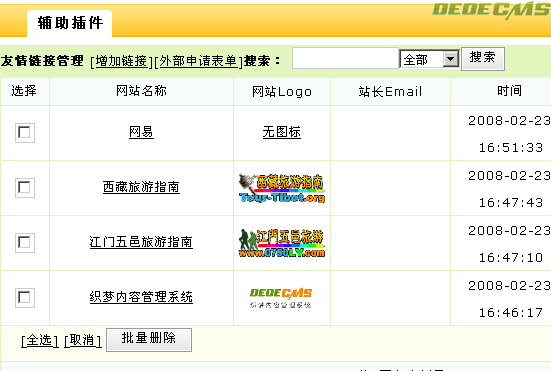 DEDECMS
辅助插件
友情链接管理 [增加链接][外部申请表单]搜索： 全部 搜索
选择 网站名称 网站Logo 站长Email 时间
网易 无图标 2008-02-23 16:51:33
西藏旅游指南 西藏旅游指南 Tour-Tibet.org 2008-02-23 16:47:43
江门五邑旅游指南 江門五邑旅游 www.0750LY.com 2008-02-23 16:47:10
织梦内容管理系统 DEDECMS 织梦内容管理系统 2008-02-23 16:46:17
[全选] [取消] 批量删除